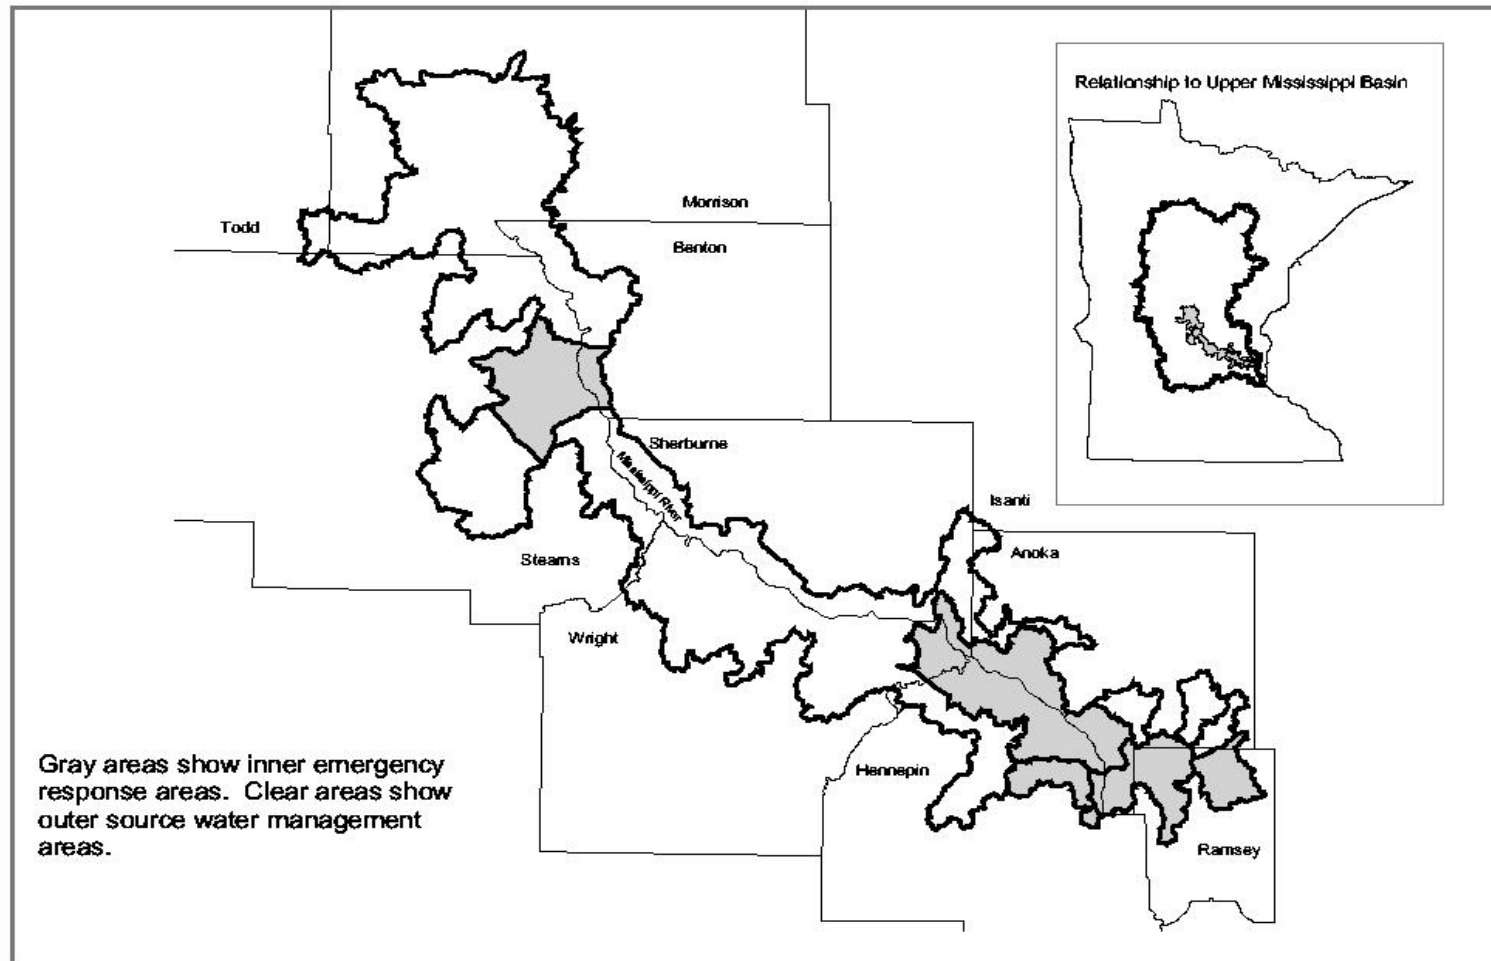 Relationship to Upper Mississippi Basin
Morrison
Todd
Benton
Sherburne
Mississippi River
Isanti
Anoka
Stearns
Wright
Hennepin
Gray areas show inner emergency
response areas. Clear areas show
outer source water management
areas.
Ramsey